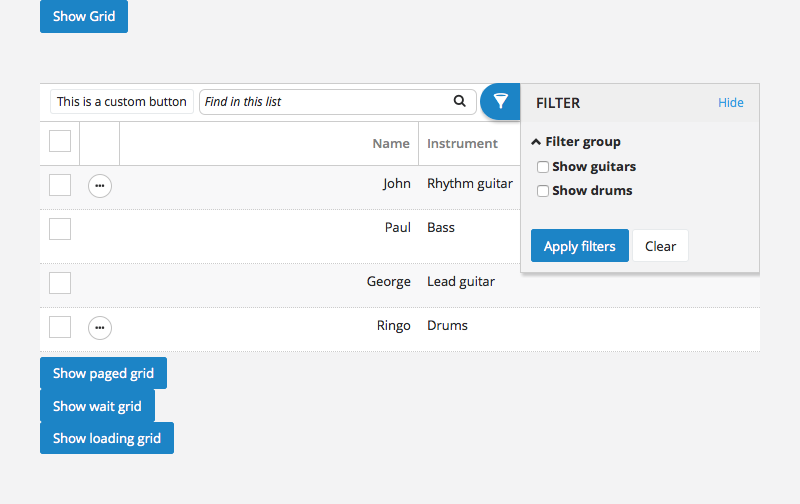 Show Grid
This is a custom button Find in this list FILTER Hide
Filter group
Show guitars
Show drums
Apply filters Clear
Name Instrument
John Rhythm guitar
Paul Bass
George Lead guitar
Ringo Drums
Show paged grid
Show wait grid
Show loading grid